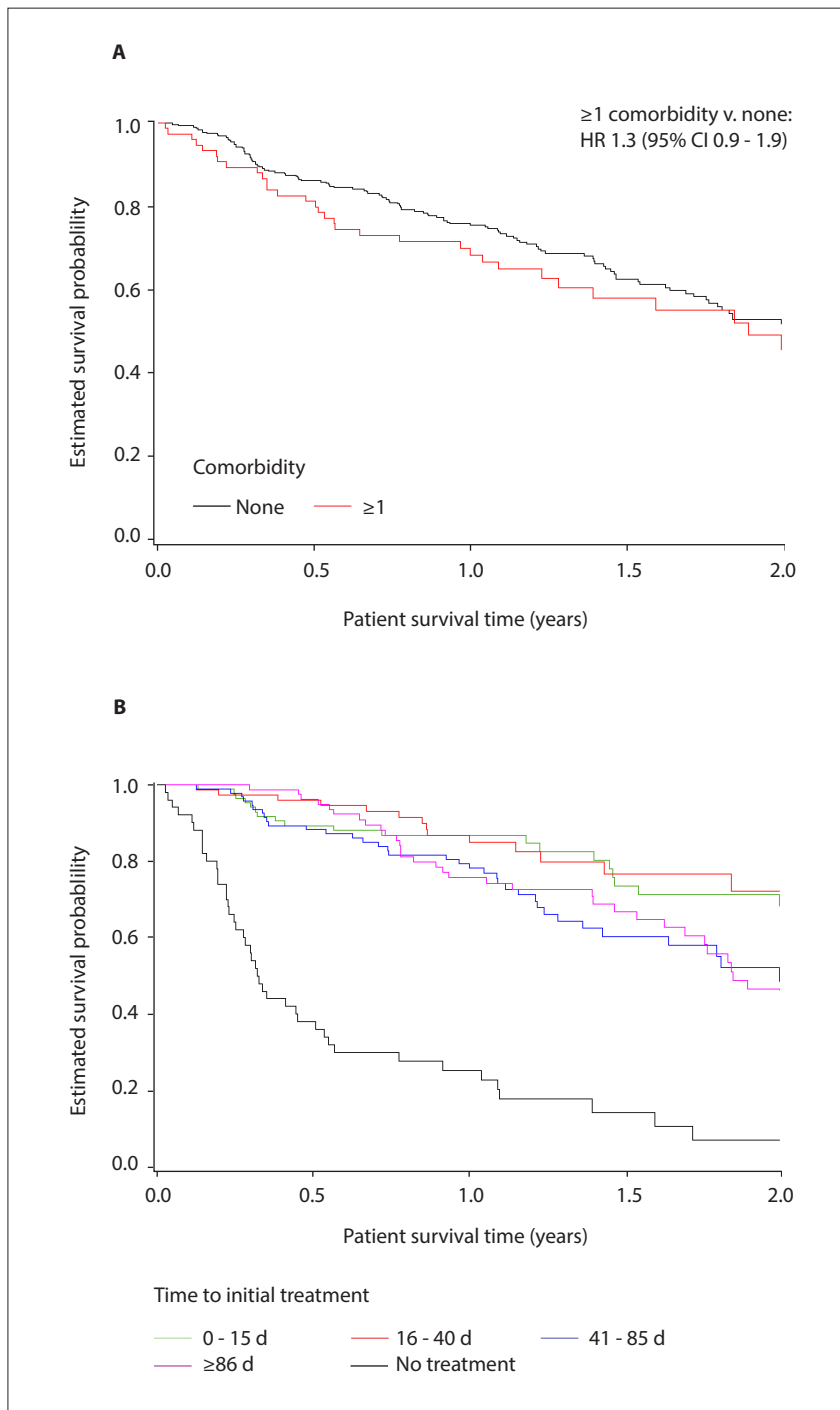 A
≥1 comorbidity v. none:
HR 1.3 (95% CI 0.9 - 1.9)
1.0
0.8
0.6
0.4
0.2
0.0
Estimated survival probablility
Comorbidity
None ≥1
0.0 0.5 1.0 1.5 2.0
Patient survival time (years)
B
1.0
0.8
0.6
0.4
0.2
0.0
Estimated survival probablility
0.0 0.5 1.0 1.5 2.0
Patient survival time (years)
Time to initial treatment
0 - 15 d 16 - 40 d 41 - 85 d
≥86 d No treatment